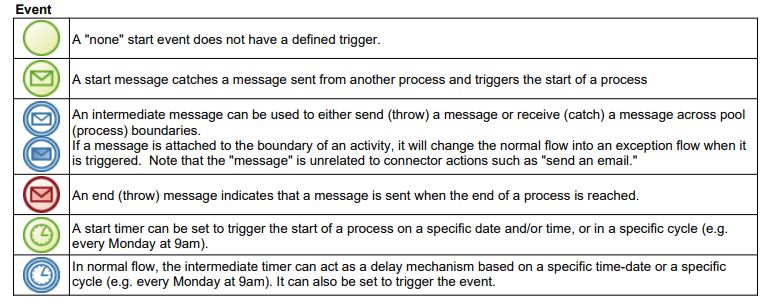 Event
A "none" start event does not have a defined trigger.
A start message catches a message sent from another process and triggers the start of a process
An intermediate message can be used to either send (throw) a message or receive (catch) a message across pool
(process) boundaries.
If a message is attached to the boundary of an activity, it will change the normal flow into an exception flow when it
is triggered.  Note that the "message" is unrelated to connector actions such as "send an email."
An end (throw) message indicates that a message is sent when the end of a process is reached.
A start timer can be set to trigger the start of a process on a specific date and/or time, or in a specific cycle (e.g.
every Monday at 9am).
In normal flow, the intermediate timer can act as a delay mechanism based on a specific time-date or a specific
cycle (e.g. every Monday at 9am). It can also be set to trigger the event.